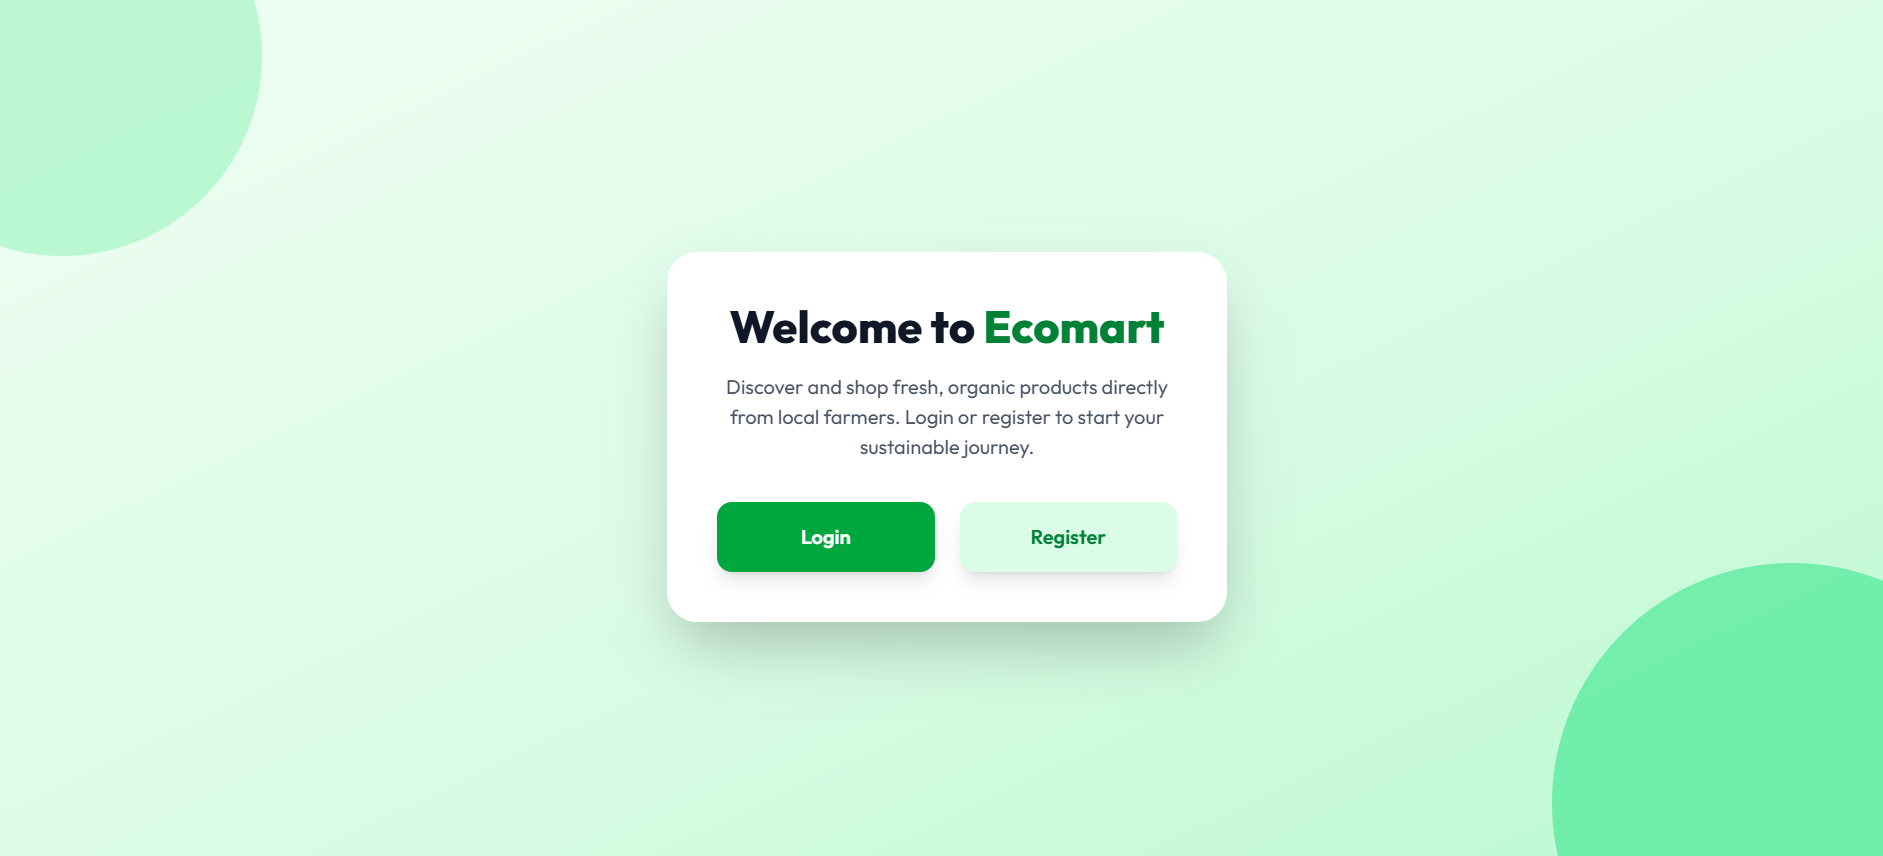 Welcome to Ecomart
Discover and shop fresh, organic products directly
from local farmers. Login or register to start your
sustainable journey.
Login
Register